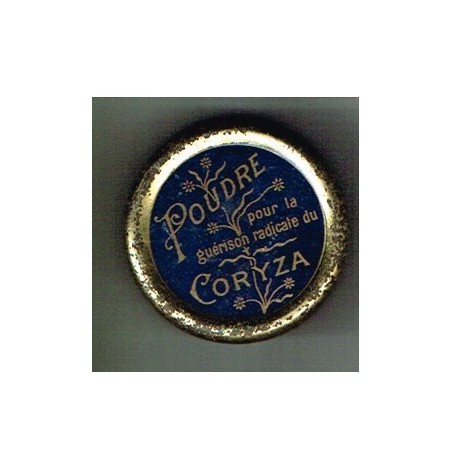 POUDRE
pour la
guérison radicale du
CORYZA